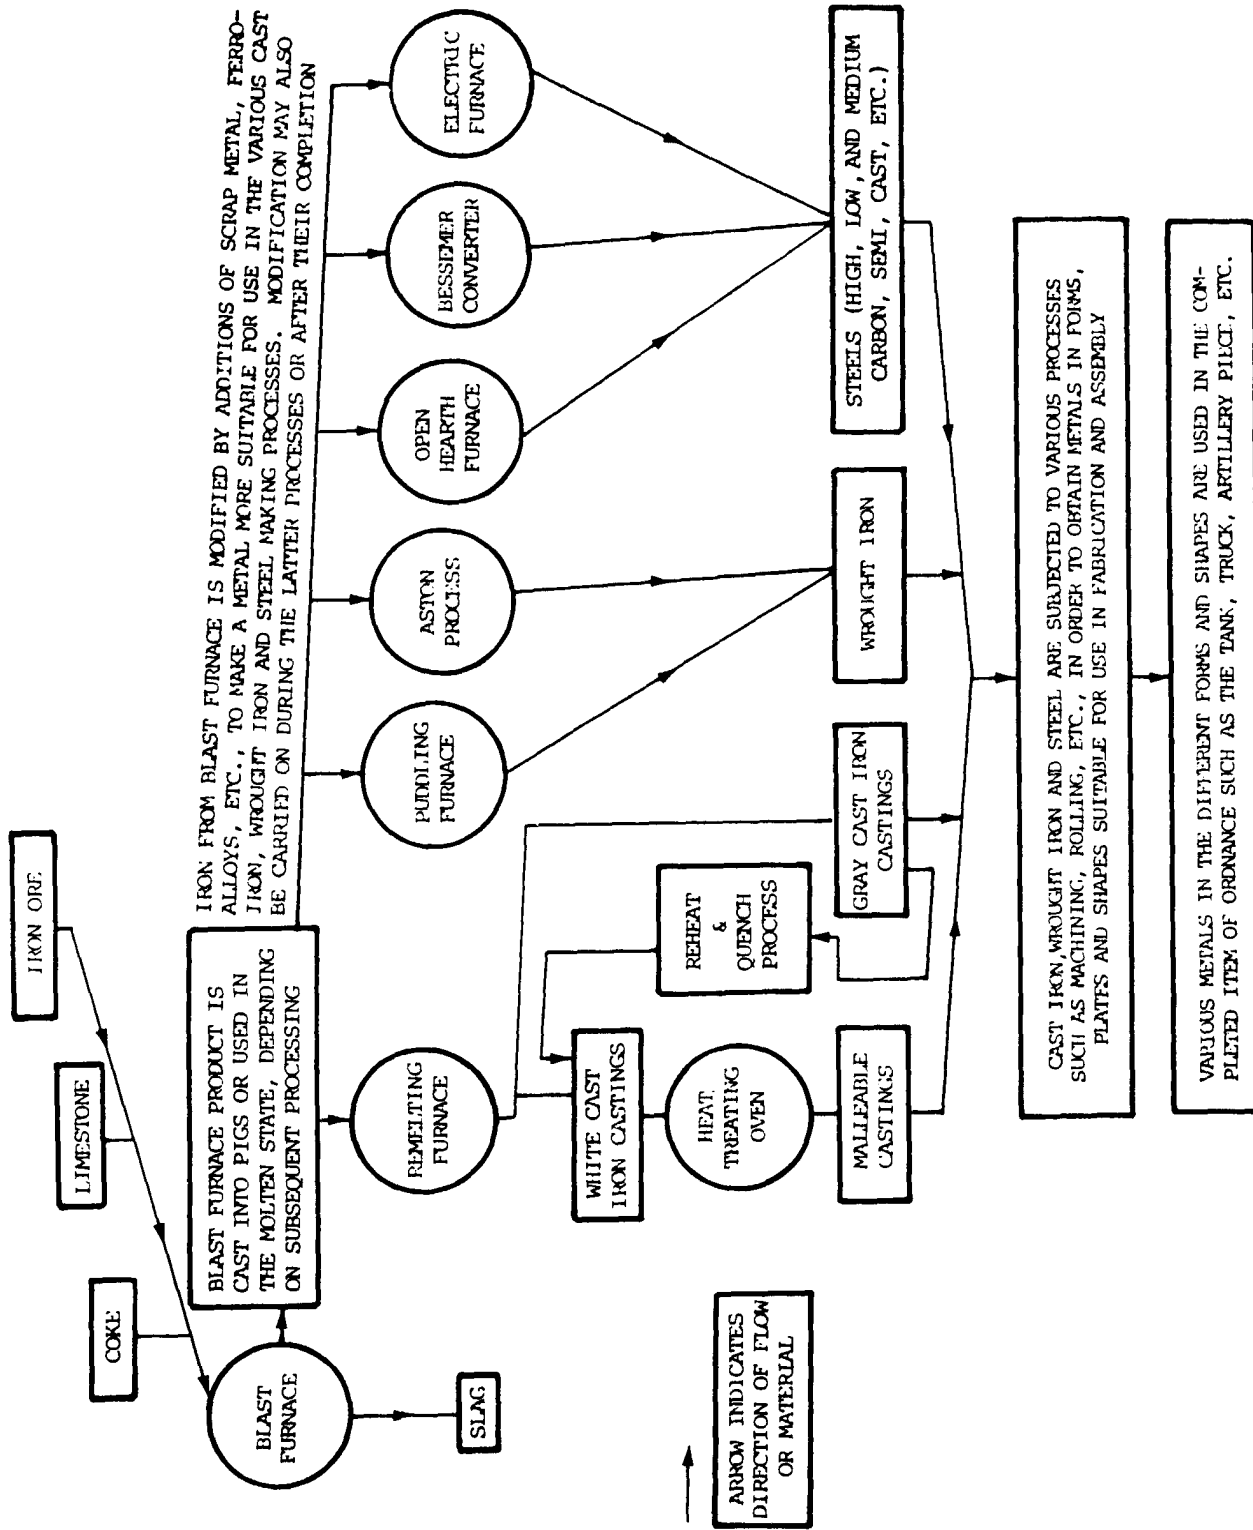 IRON ORE
LIMESTONE
COKE
BLAST
FURNACE
SLAG
BLAST FURNACE PRODUCT IS
CAST INTO PIGS OR USED IN
THE MOLTEN STATE, DEPENDING
ON SUBSEQUENT PROCESSING
IRON FROM BLAST FURNACE IS MODIFIED BY ADDITIONS OF SCRAP METAL, FERRO-
ALLOYS, ETC., TO MAKE A METAL MORE SUITABLE FOR USE IN THE VARIOUS CAST
IRON, WROUGHT IRON AND STEEL MAKING PROCESSES. MODIFICATION MAY ALSO
BE CARRIED ON DURING THE LATTER PROCESSES OR AFTER THEIR COMPLETION
REMELTING
FURNACE
PUDDLING
FURNACE
ASTON
PROCESS
OPEN
HEARTH
FURNACE
BESSEMER
CONVERTER
ELECTRIC
FURNACE
WHITE CAST
IRON CASTINGS
REHEAT
&
QUENCH
PROCESS
HEAT
TREATING
OVEN
ARROW INDICATES
DIRECTION OF FLOW
OR MATERIAL
MALLEABLE
CASTINGS
GRAY CAST IRON
CASTINGS
WROUGHT IRON
STEELS (HIGH, LOW, AND MEDIUM
CARBON, SEMI, CAST, ETC.)
CAST IRON, WROUGHT IRON AND STEEL ARE SUBJECTED TO VARIOUS PROCESSES
SUCH AS MACHINING, ROLLING, ETC., IN ORDER TO OBTAIN METALS IN FORMS,
PLATES AND SHAPES SUITABLE FOR USE IN FABRICATION AND ASSEMBLY
VARIOUS METALS IN THE DIFFERENT FORMS AND SHAPES ARE USED IN THE COM-
PLETED ITEM OF ORDNANCE SUCH AS THE TANK, TRUCK, ARTILLERY PIECE, ETC.